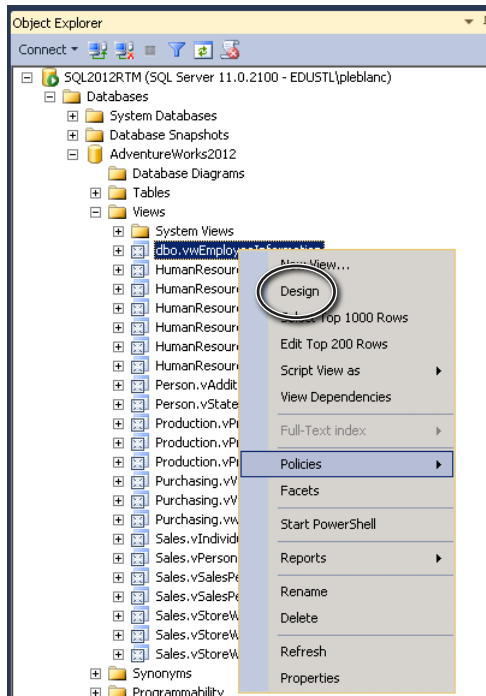 Object Explorer
Connect
SQL2012RTM (SQL Server 11.0.2100 - EDUSTL\pleblanc)
Databases
System Databases
Database Snapshots
AdventureWorks2012
Database Diagrams
Tables
Views
System Views
dbo.vwEmployeeInformation
HumanResour
HumanResour
HumanResour
HumanResour
HumanResour
HumanResour
Person.vAddit
Person.vState
Production.vPr
Production.vPr
Production.vPr
Purchasing.vV
Purchasing.vV
Purchasing.vw
Sales.vIndividu
Sales.vPerson
Sales.vSalesPe
Sales.vSalesPe
Sales.vStoreW
Sales.vStoreW
Sales.vStoreW
Synonyms
Programmability
New View...
Design
Select Top 1000 Rows
Edit Top 200 Rows
Script View as
View Dependencies
Full-Text index
Policies
Facets
Start PowerShell
Reports
Rename
Delete
Refresh
Properties